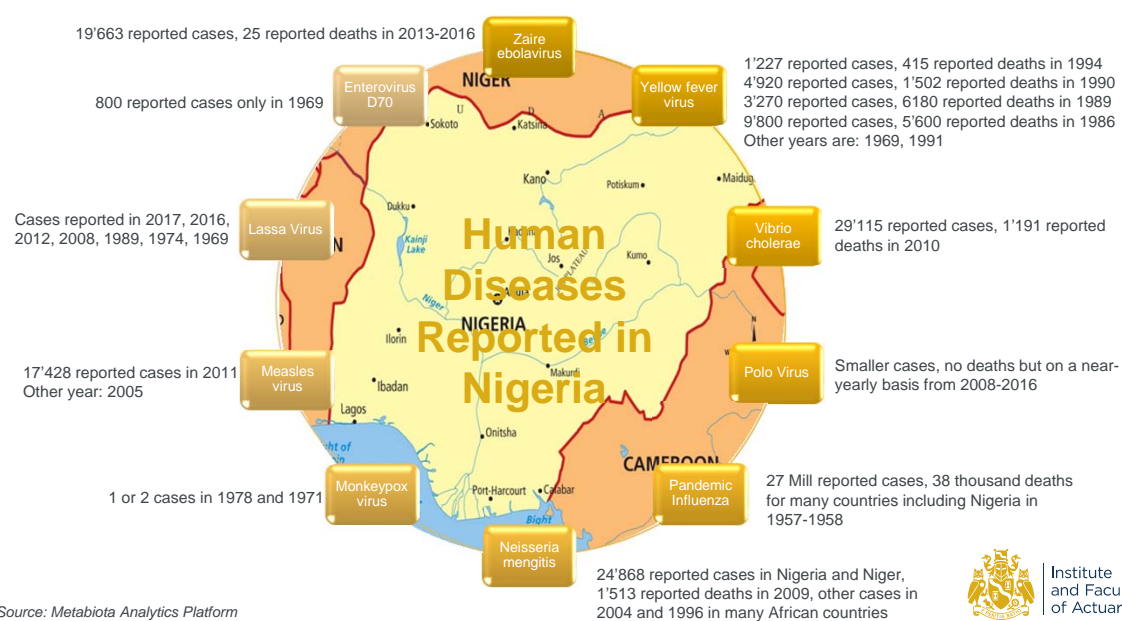 19'663 reported cases, 25 reported deaths in 2013-2016
Zaire
ebolavirus
Enterovirus
D70
800 reported cases only in 1969
Yellow fever
virus
1'227 reported cases, 415 reported deaths in 1994
4'920 reported cases, 1'502 reported deaths in 1990
3'270 reported cases, 6180 reported deaths in 1989
9'800 reported cases, 5'600 reported deaths in 1986
Other years are: 1969, 1991
NIGER
U D A
Sokoto
Katsina
Kano
Potiskum
Maidug
Dukku
Kainji
Lake
Jos
PLATEAU
Kumo
Niger
NIGERIA
Ilorin
Makurdi
Ibadan
Lagos
Onitsha
ht of
CAMEROON
Port-Harcourt
Calabar
Bight
N
Cases reported in 2017, 2016,
2012, 2008, 1989, 1974, 1969
Lassa Virus
Vibrio
cholerae
29'115 reported cases, 1'191 reported
deaths in 2010
Human
Diseases
Reported in
Nigeria
17'428 reported cases in 2011
Other year: 2005
Measles
virus
Polo Virus
Smaller cases, no deaths but on a near-
yearly basis from 2008-2016
1 or 2 cases in 1978 and 1971
Monkeypox
virus
Pandemic
Influenza
27 Mill reported cases, 38 thousand deaths
for many countries including Nigeria in
1957-1958
Neisseria
mengitis
24'868 reported cases in Nigeria and Niger,
1'513 reported deaths in 2009, other cases in
2004 and 1996 in many African countries
Source: Metabiota Analytics Platform
Institute
and Facu
of Actuar